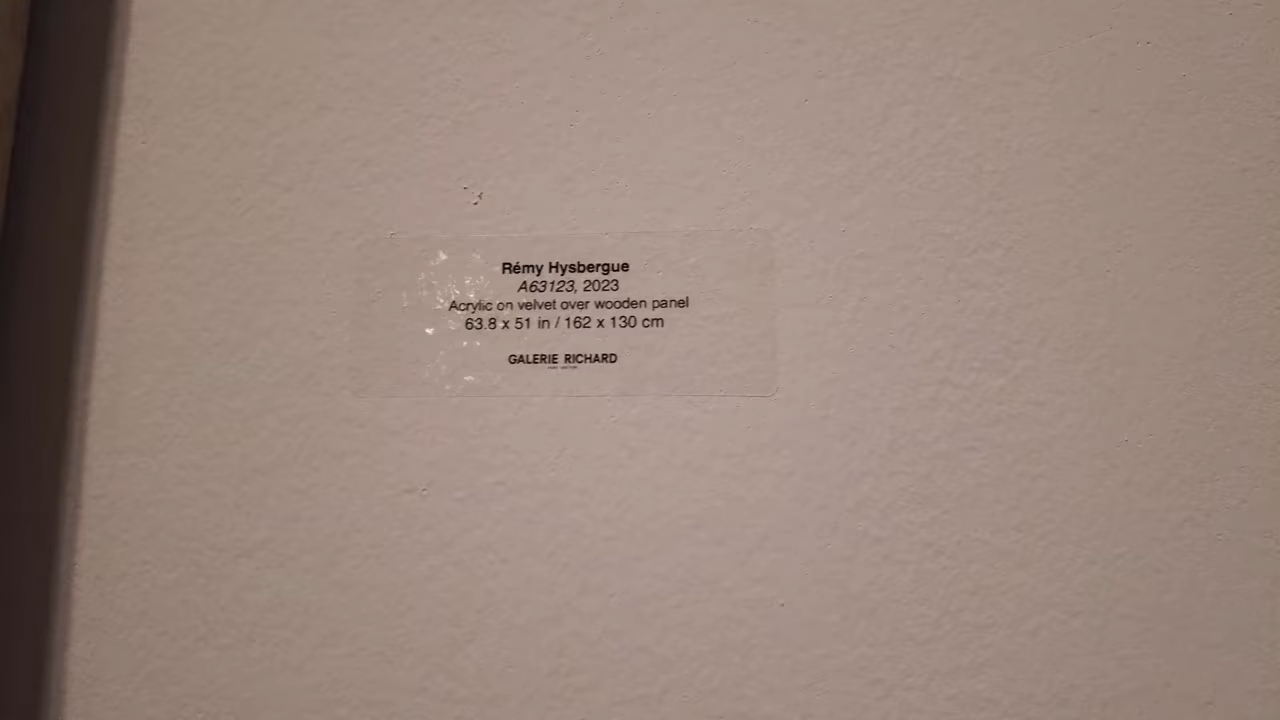 Rémy Hysbergue
A63123, 2023
Acrylic on velvet over wooden panel
63.8 x 51 in / 162 x 130 cm
GALERIE RICHARD